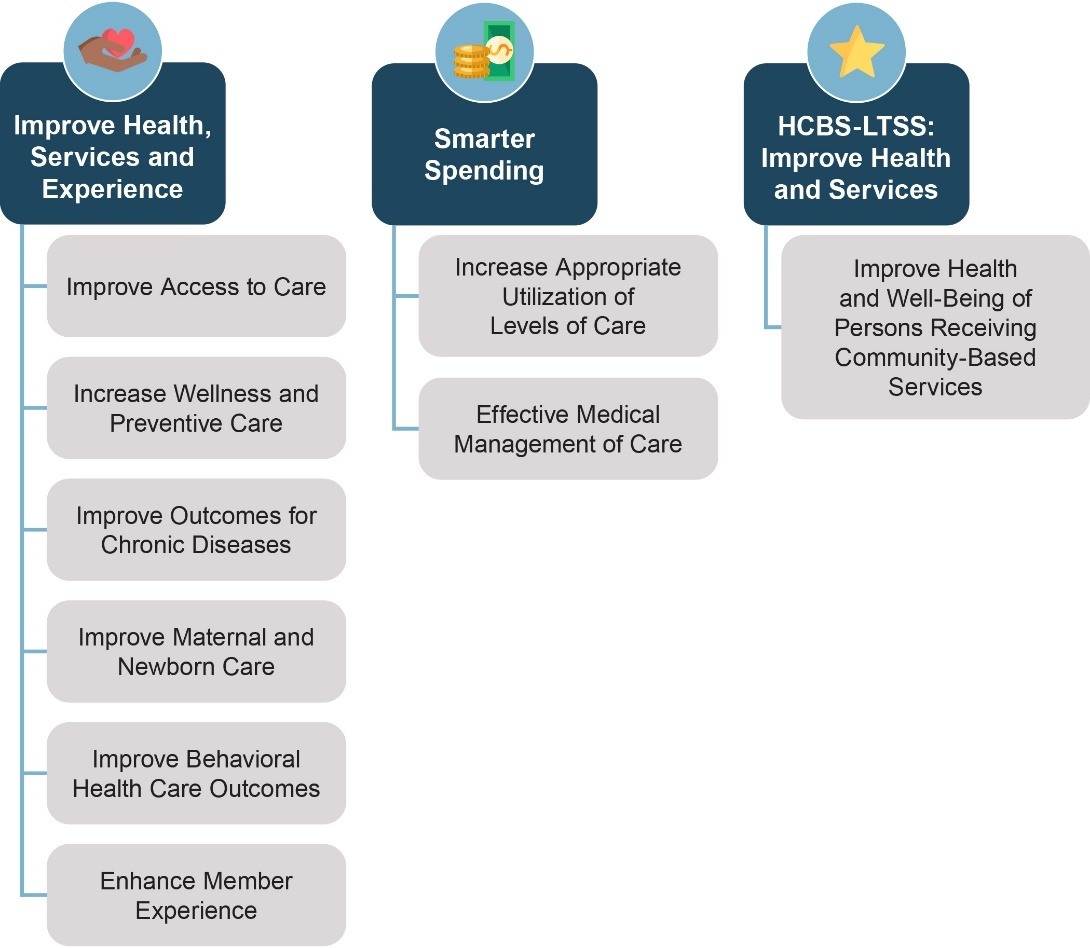 Improve Health,
Services and
Experience
Improve Access to Care
Increase Wellness and
Preventive Care
Improve Outcomes for
Chronic Diseases
Improve Maternal and
Newborn Care
Improve Behavioral
Health Care Outcomes
Enhance Member
Experience
Smarter
Spending
Increase Appropriate
Utilization of
Levels of Care
Effective Medical
Management of Care
HCBS-LTSS:
Improve Health
and Services
Improve Health
and Well-Being of
Persons Receiving
Community-Based
Services